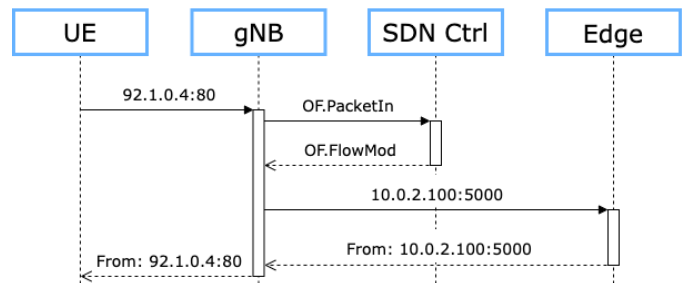 UE
gNB
SDN Ctrl
Edge
92.1.0.4:80
OF.PacketIn
OF.FlowMod
10.0.2.100:5000
From: 10.0.2.100:5000
From: 92.1.0.4:80